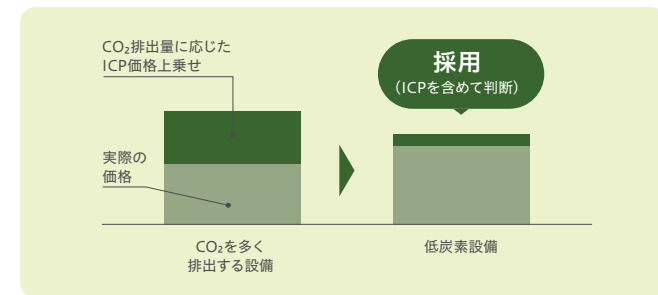 CO₂排出量に応じた
ICP価格上乗せ
採用
（ICPを含めて判断）
実際の
価格
CO₂を多く
排出する設備
低炭素設備